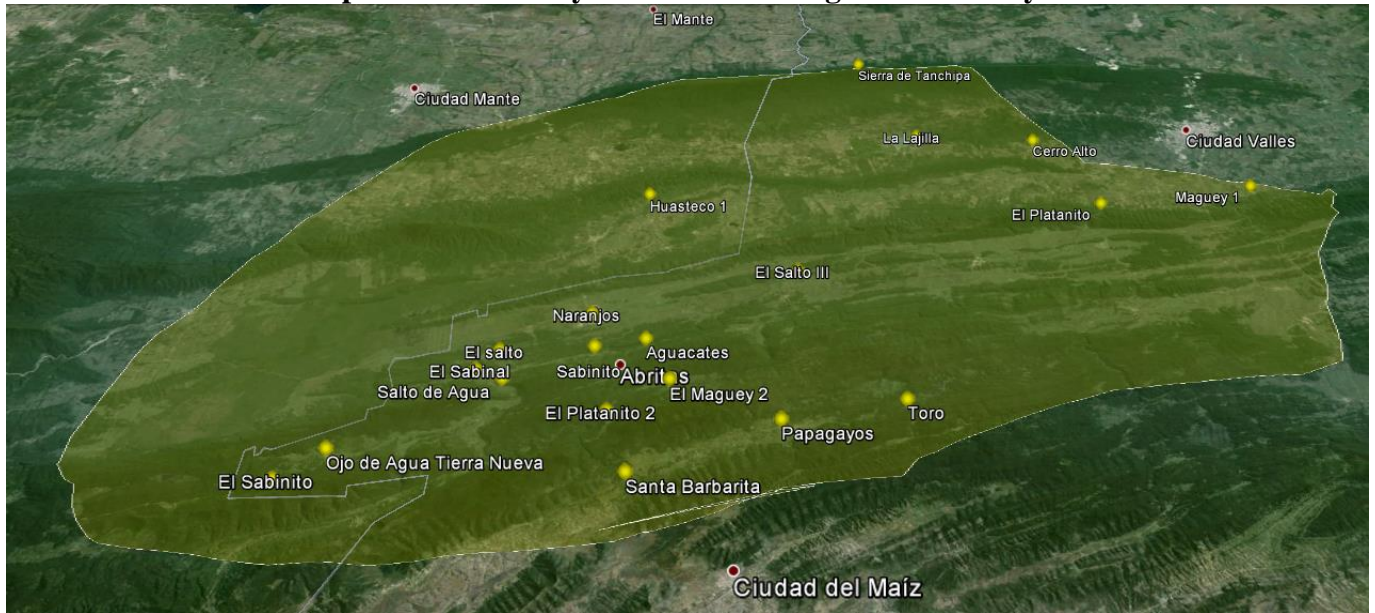 El Mante
Sierra de Tanchipa
Ciudad Mante
La Lajilla
Cerro Alto
Ciudad Valles
Maguey 1
Huasteco 1
El Platanito
El Salto III
Naranjos
El salto
Aguacates
El Sabinal
Sabinito
Abritas
Salto de Agua
El Maguey 2
El Platanito 2
Toro
Papagayos
Ojo de Agua Tierra Nueva
El Sabinito
Santa Barbarita
Ciudad del Maíz